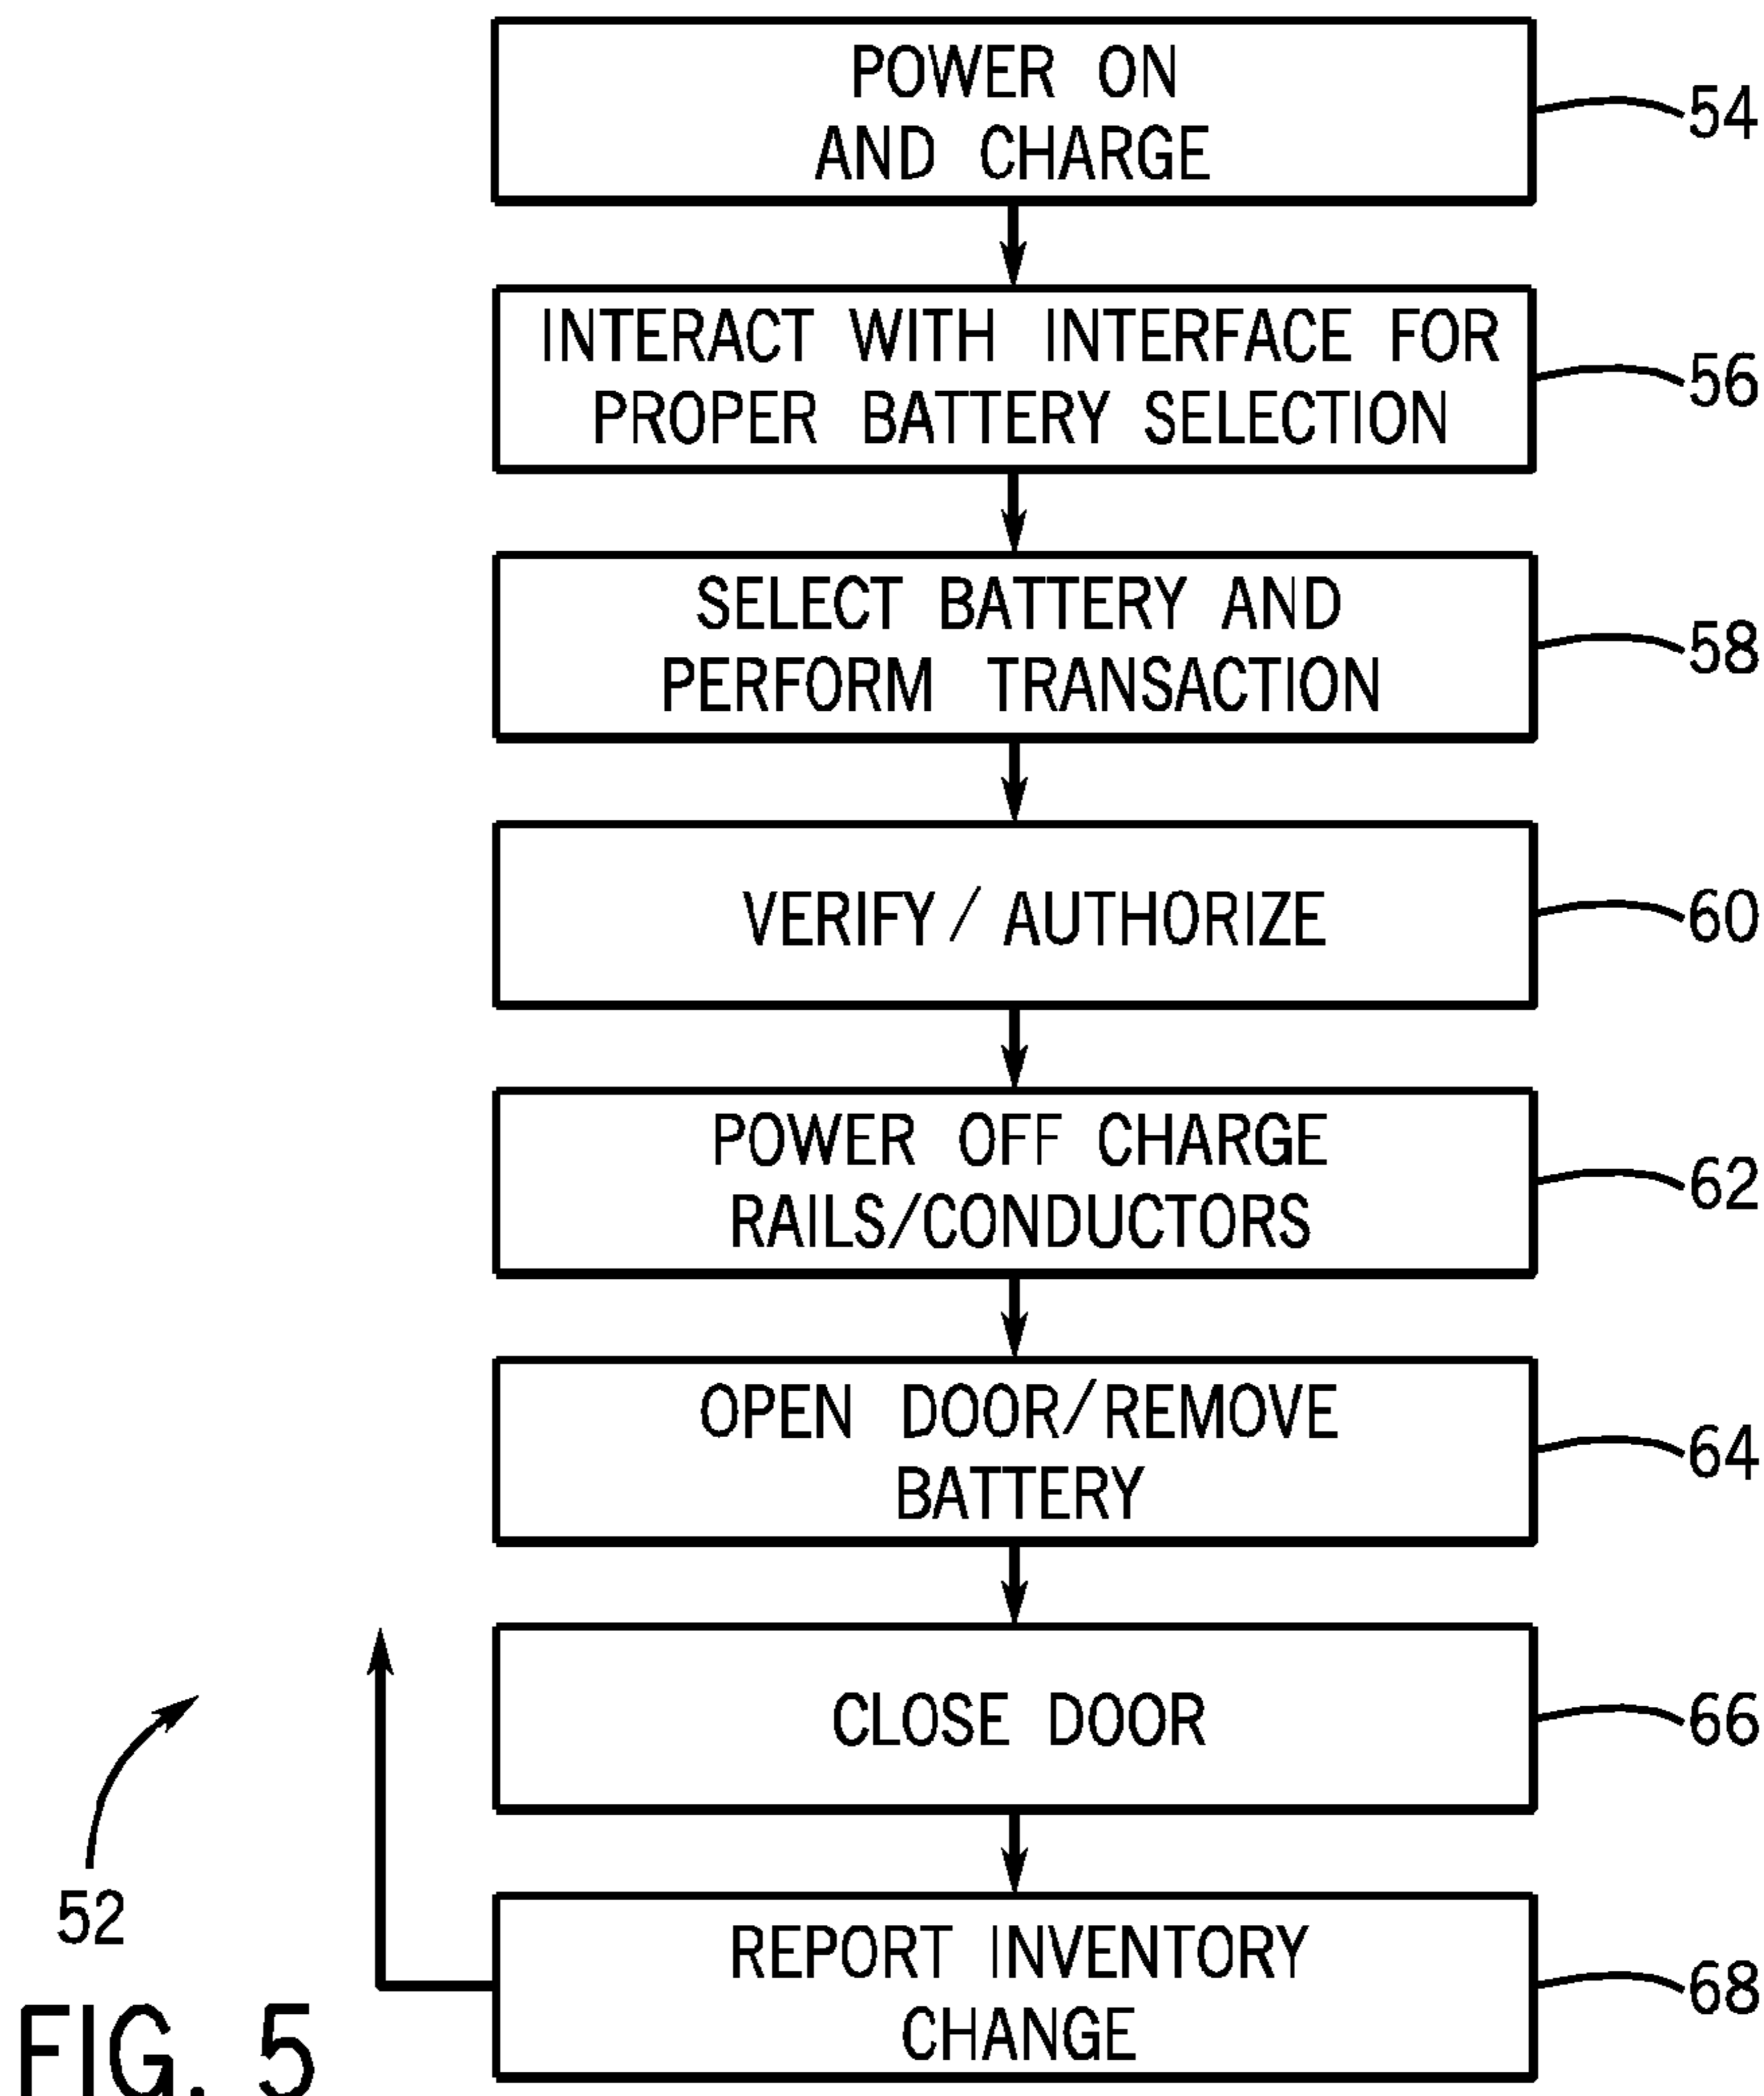 POWER ON
AND CHARGE
54
INTERACT WITH INTERFACE FOR
PROPER BATTERY SELECTION
56
SELECT BATTERY AND
PERFORM TRANSACTION
58
VERIFY/ AUTHORIZE
60
POWER OFF CHARGE
RAILS/CONDUCTORS
62
OPEN DOOR/REMOVE
BATTERY
64
CLOSE DOOR
66
REPORT INVENTORY
CHANGE
68
52
FIG. 5